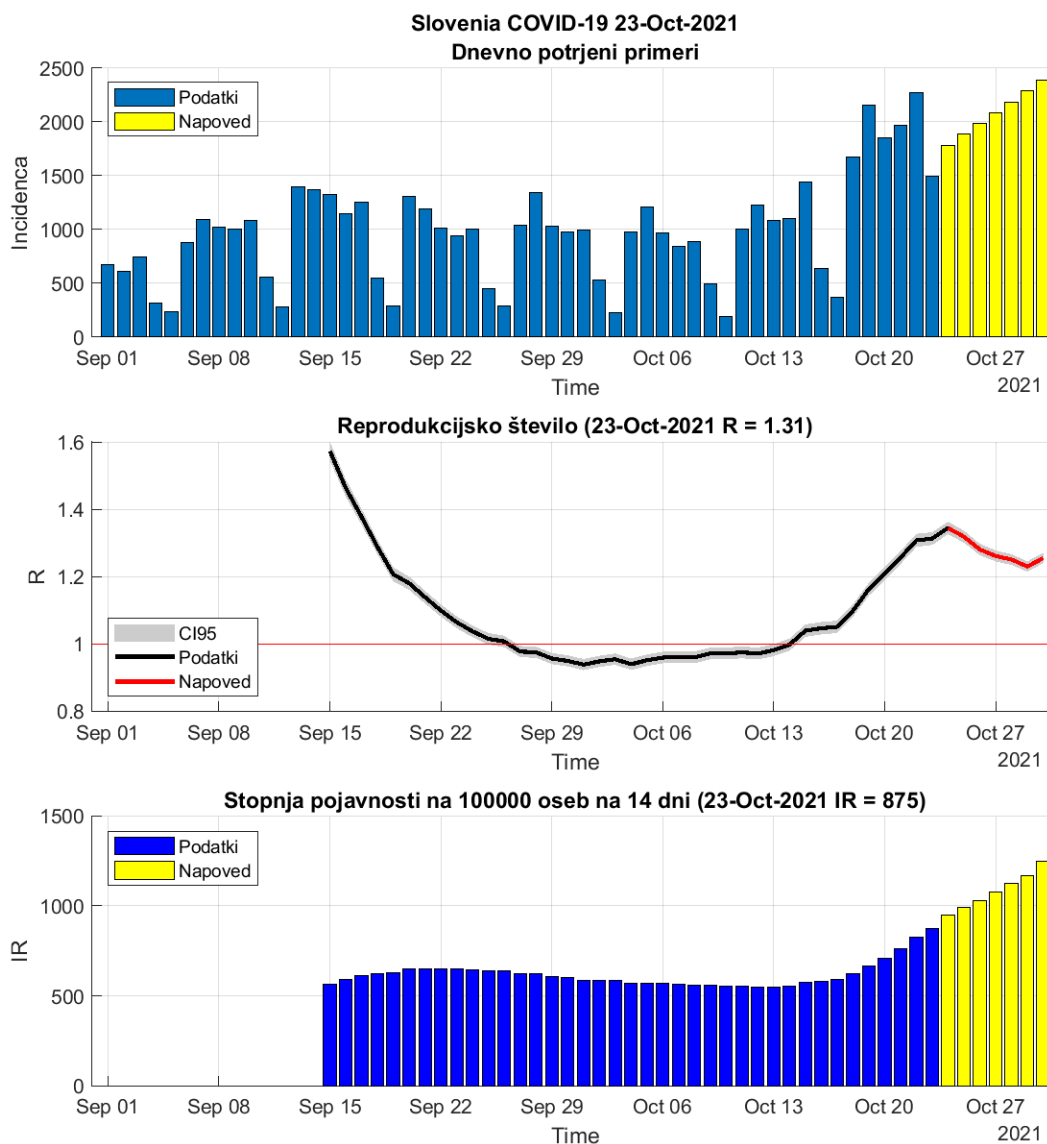 Slovenia COVID-19 23-Oct-2021
Dnevno potrjeni primeri
2500
2000
1500
1000
500
0
Incidenca
Podatki
Napoved
Sep 01 Sep 08 Sep 15 Sep 22 Sep 29 Oct 06 Oct 13 Oct 20 Oct 27
Time
2021
Reprodukcijsko število (23-Oct-2021 R = 1.31)
1.6
1.4
1.2
1
0.8
R
CI95
Podatki
Napoved
Sep 01 Sep 08 Sep 15 Sep 22 Sep 29 Oct 06 Oct 13 Oct 20 Oct 27
Time
2021
Stopnja pojavnosti na 100000 oseb na 14 dni (23-Oct-2021 IR = 875)
1500
1000
500
0
IR
Podatki
Napoved
Sep 01 Sep 08 Sep 15 Sep 22 Sep 29 Oct 06 Oct 13 Oct 20 Oct 27
Time
2021